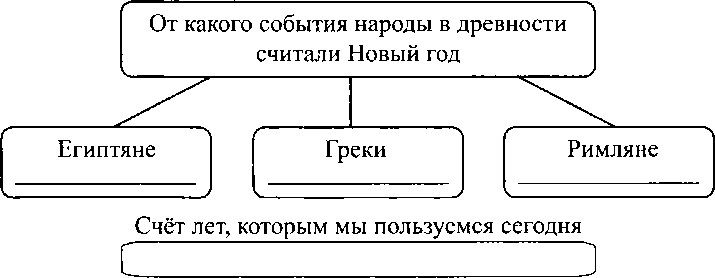 От какого события народы в древности
считали Новый год
Египтяне
Греки
Римляне
Счёт лет, которым мы пользуемся сегодня